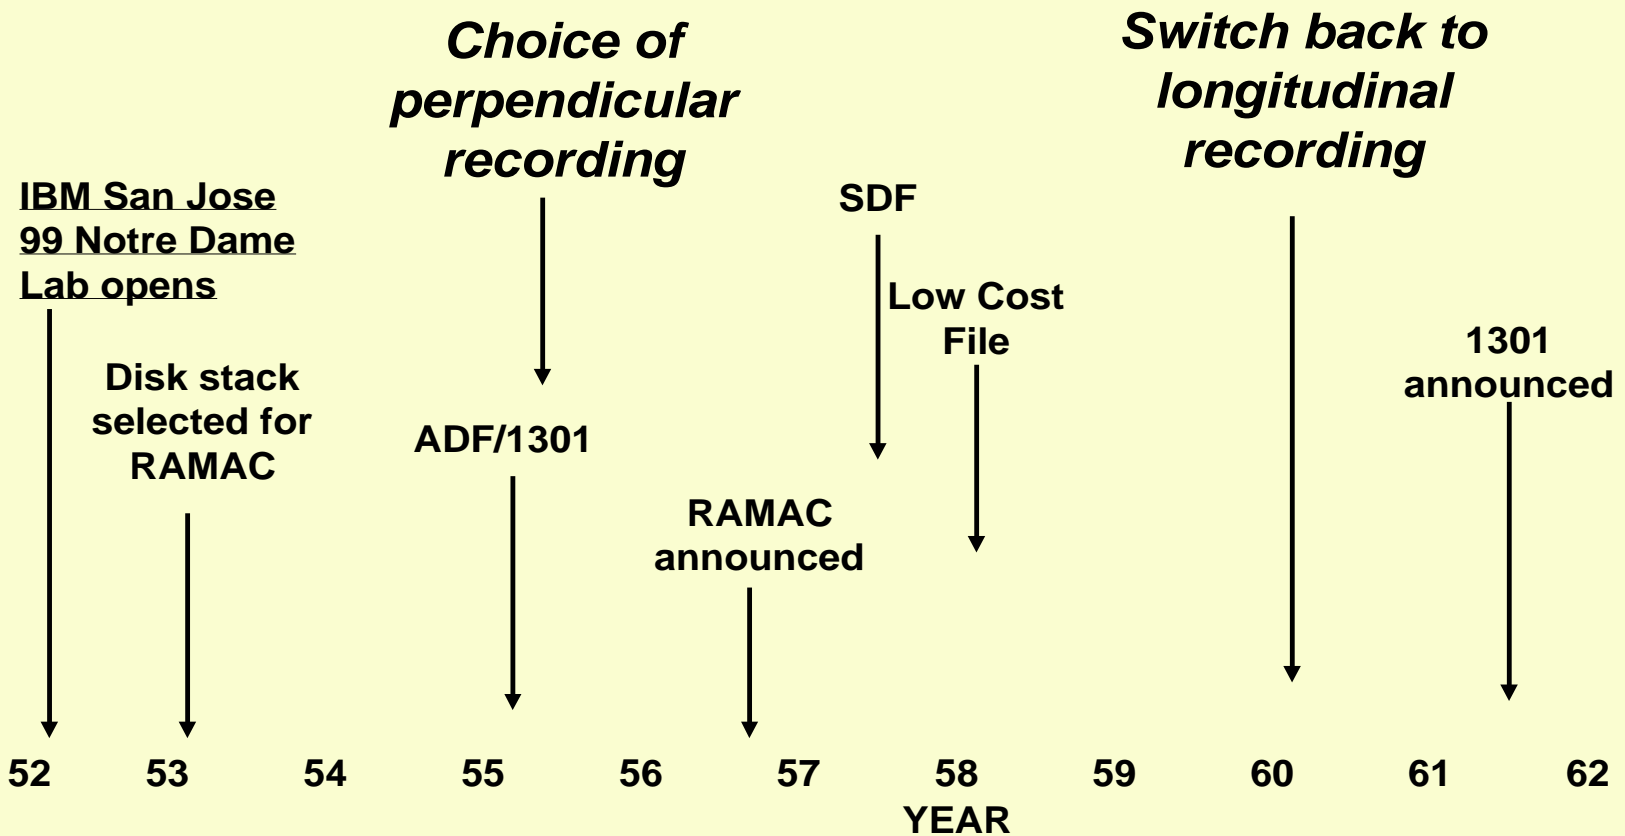 Choice of
perpendicular
recording
Switch back to
longitudinal
recording
IBM San Jose
99 Notre Dame
Lab opens
SDF
Low Cost
File
1301
announced
Disk stack
selected for
RAMAC
ADF/1301
RAMAC
announced
52 53 54 55 56 57 58 59 60 61 62
YEAR